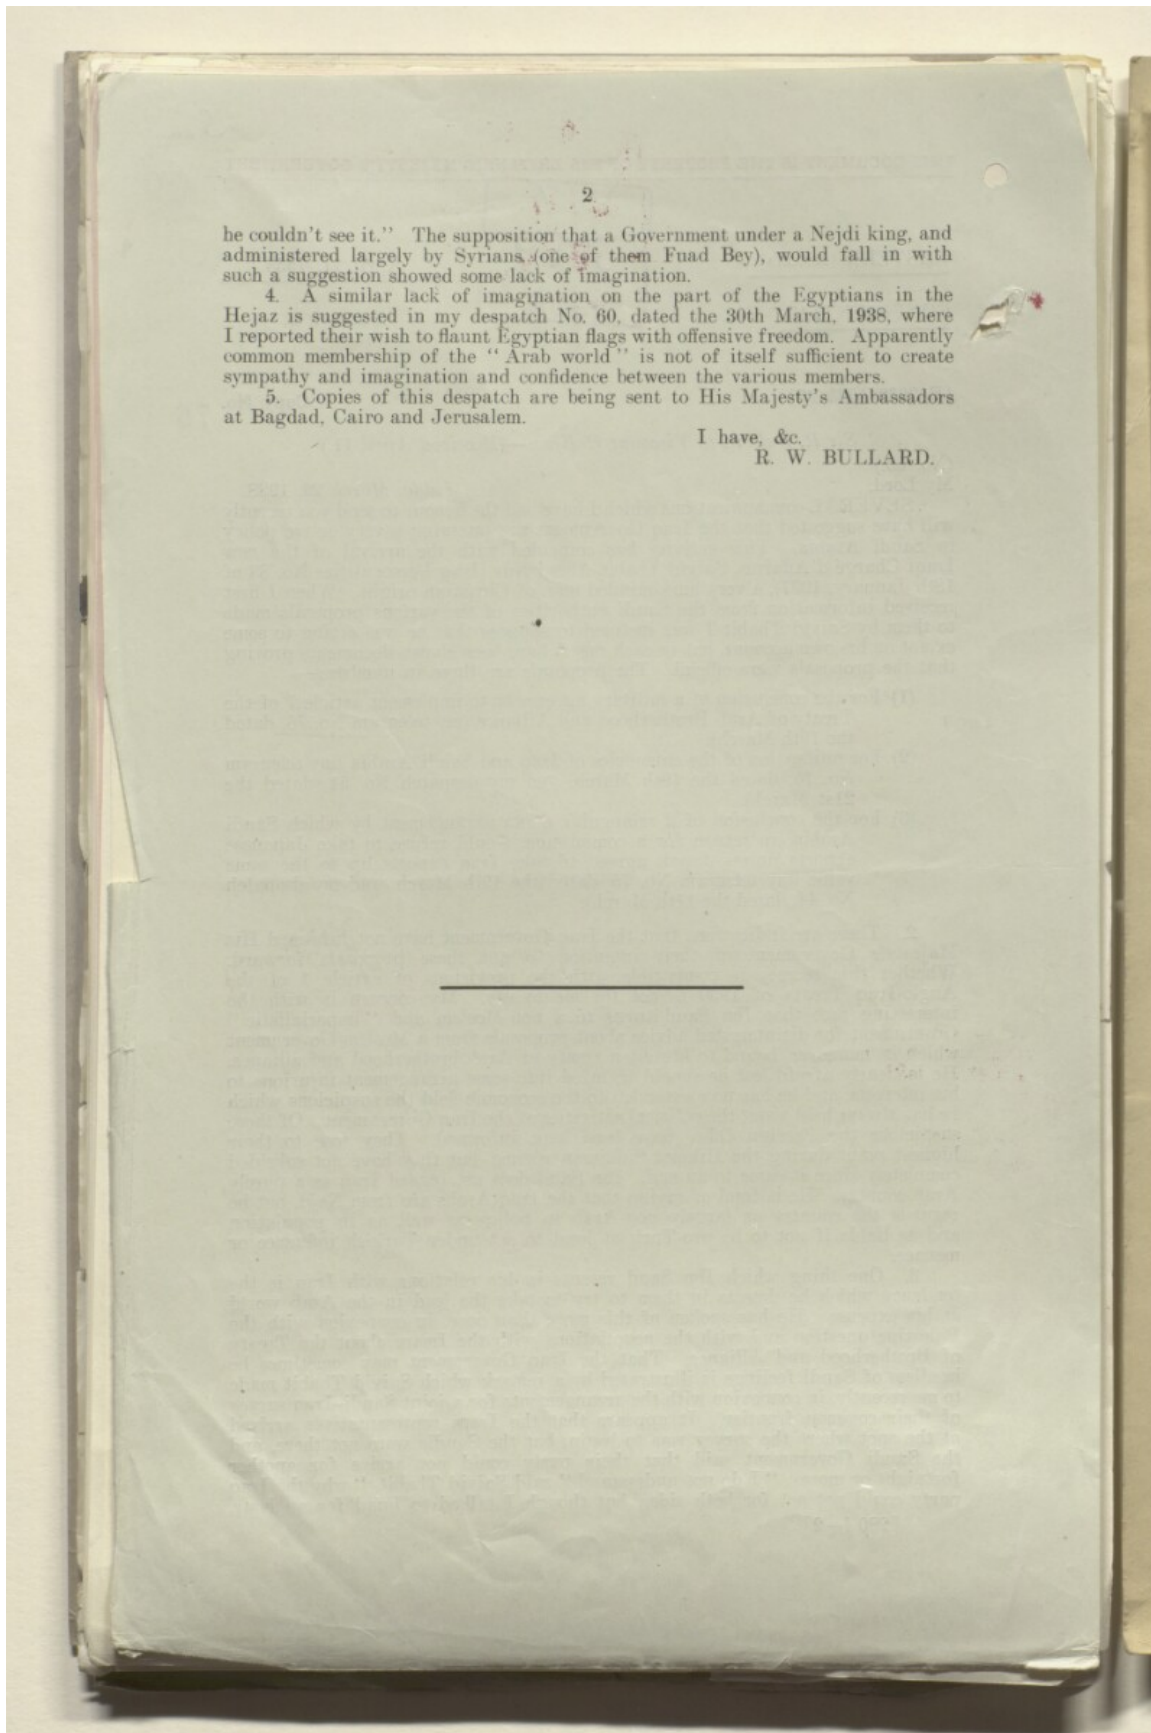 2
he couldn't see it." The supposition that a Government under a Nejdi king, and
administered largely by Syrians (one of them Fuad Bey), would fall in with
such a suggestion showed some lack of imagination.
4. A similar lack of imagination on the part of the Egyptians in the
Hejaz is suggested in my despatch No. 60, dated the 30th March, 1938, where
I reported their wish to flaunt Egyptian flags with offensive freedom. Apparently
common membership of the "Arab world" is not of itself sufficient to create
sympathy and imagination and confidence between the various members.
5. Copies of this despatch are being sent to His Majesty's Ambassadors
at Bagdad, Cairo and Jerusalem.
I have, &c.
R. W. BULLARD.